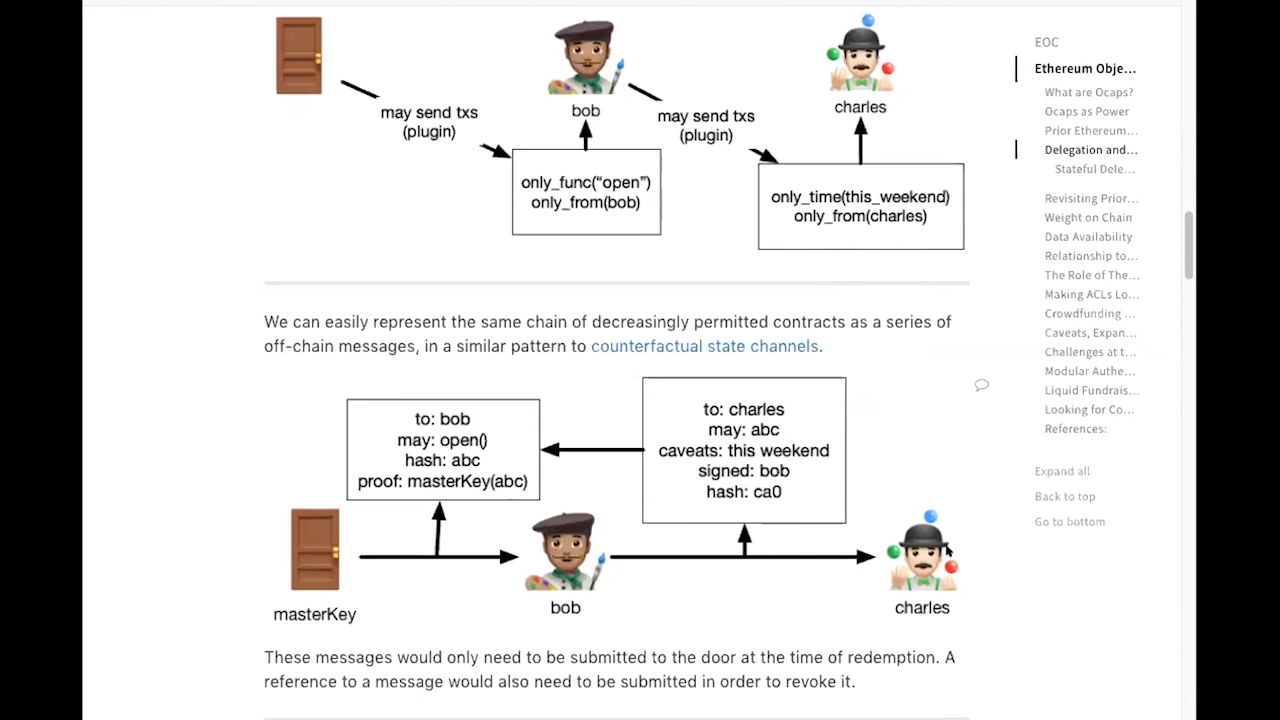 bob
charles
may send txs
(plugin)
may send txs
(plugin)
only_func(“open”)
only_from(bob)
only_time(this_weekend)
only_from(charles)
We can easily represent the same chain of decreasingly permitted contracts as a series of
off-chain messages, in a similar pattern to counterfactual state channels.
to: bob
may: open()
hash: abc
proof: masterKey(abc)
to: charles
may: abc
caveats: this weekend
signed: bob
hash: ca0
masterKey
bob
charles
These messages would only need to be submitted to the door at the time of redemption. A
reference to a message would also need to be submitted in order to revoke it.
EOC
Ethereum Obje...
What are Ocaps?
Ocaps as Power
Prior Ethereum...
Delegation and...
Stateful Dele...
Revisiting Prior...
Weight on Chain
Data Availability
Relationship to...
The Role of The...
Making ACLs Lo...
Crowdfunding ...
Caveats, Expan...
Challenges at t...
Modular Authe...
Liquid Fundrais...
Looking for Co...
References:
Expand all
Back to top
Go to bottom